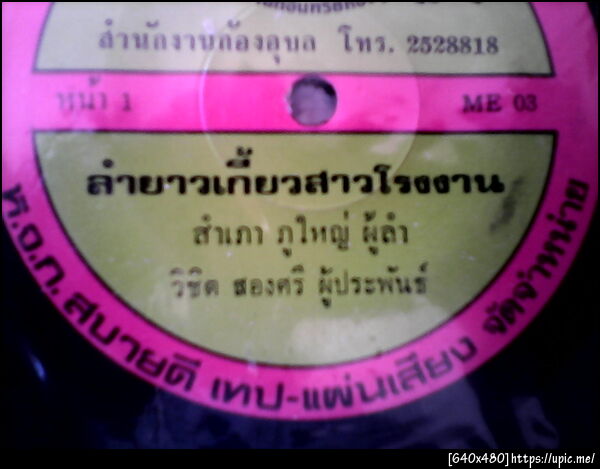 สำนักงานก้องอุบล โทร. 2528818
หน้า 1 ME 03
ลำยาวเกี้ยวสาวโรงงาน
สำเภา ภูใหญ่ ผู้ลำ
วิชิต สองศรี ผู้ประพันธ์
ห.จ.ก. สบายดี เทป-แผ่นเสียง จัดจำหน่าย
[640x480]https://upic.me/